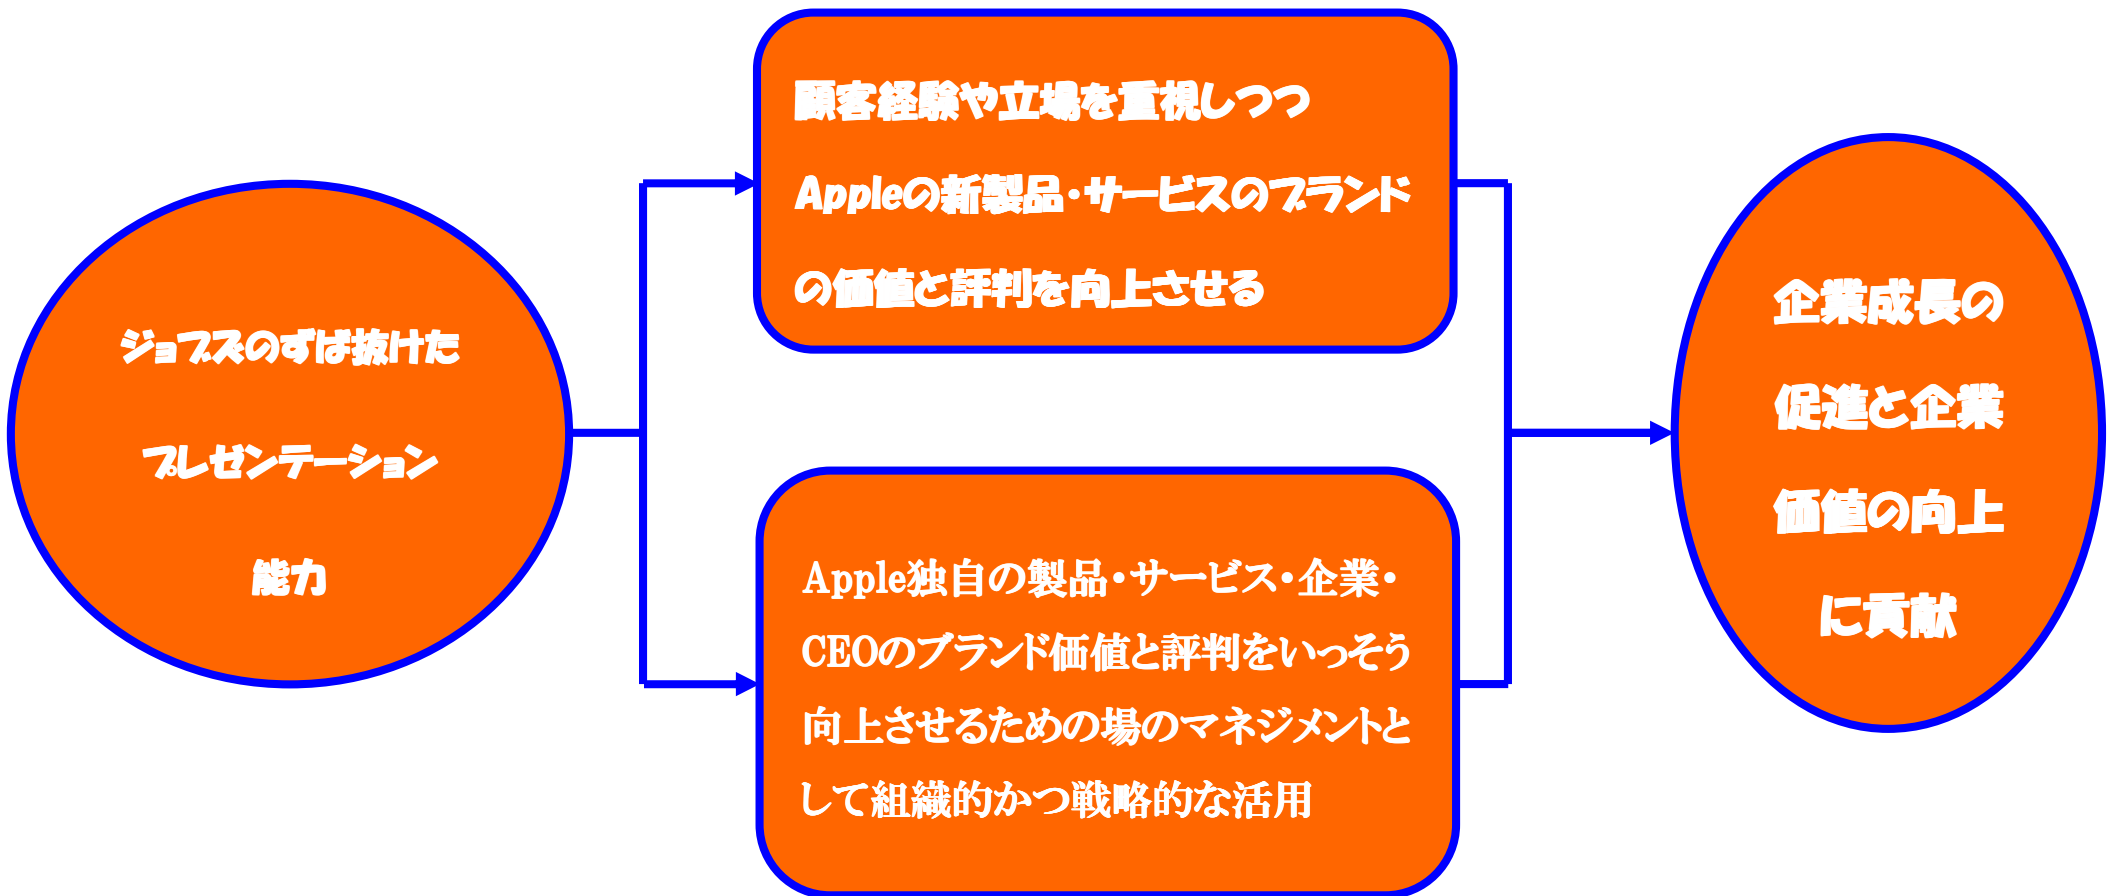 ジョブズのずば抜けた
プレゼンテーション
能力
顧客経験や立場を重視しつつ
Appleの新製品・サービスのブランド
の価値と評判を向上させる
Apple独自の製品・サービス・企業・
CEOのブランド価値と評判をいっそう
向上させるための場のマネジメントと
して組織的かつ戦略的な活用
企業成長の
促進と企業
価値の向上
に貢献